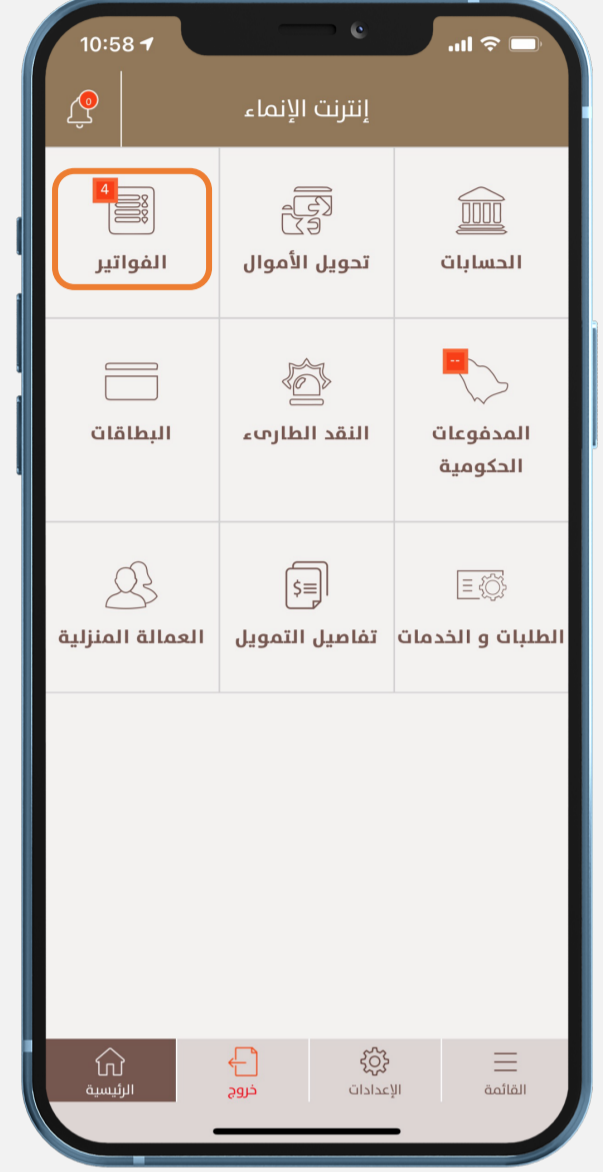 10:58
0
إنترنت الإنماء
الحسابات
تحويل الأموال
4
الفواتير
--
المدفوعات
الحكومية
النقد الطارىء
البطاقات
الطلبات و الخدمات
$
تفاصيل التمويل
العمالة المنزلية
القائمة
الإعدادات
خروج
الرئيسية